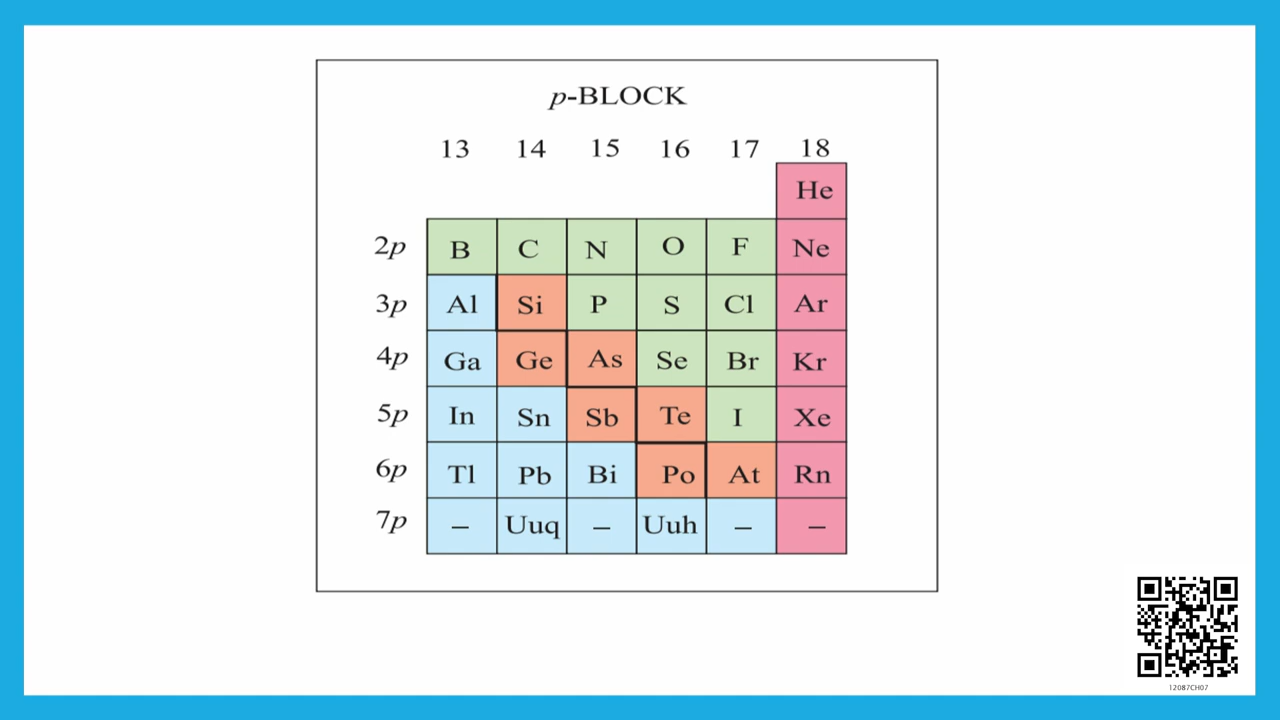 p-BLOCK
13 14 15 16 17 18
He
2p B C N O F Ne
3p Al Si P S Cl Ar
4p Ga Ge As Se Br Kr
5p In Sn Sb Te I Xe
6p Tl Pb Bi Po At Rn
7p – Uuq – Uuh – –
12087CH07